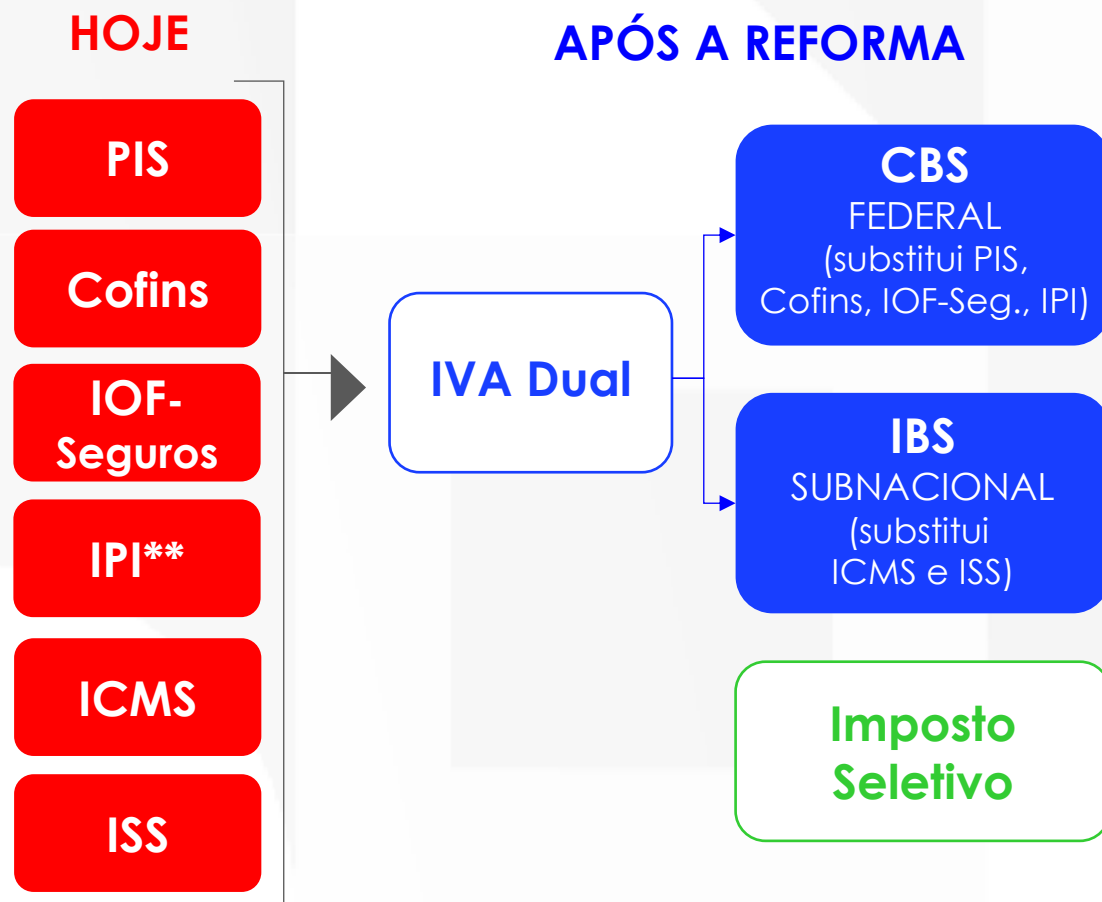 HOJE
APÓS A REFORMA
PIS
Cofins
IOF-
Seguros
IPI**
ICMS
ISS
IVA Dual
CBS
FEDERAL
(substitui PIS,
Cofins, IOF-Seg., IPI)
IBS
SUBNACIONAL
(substitui
ICMS e ISS)
Imposto
Seletivo